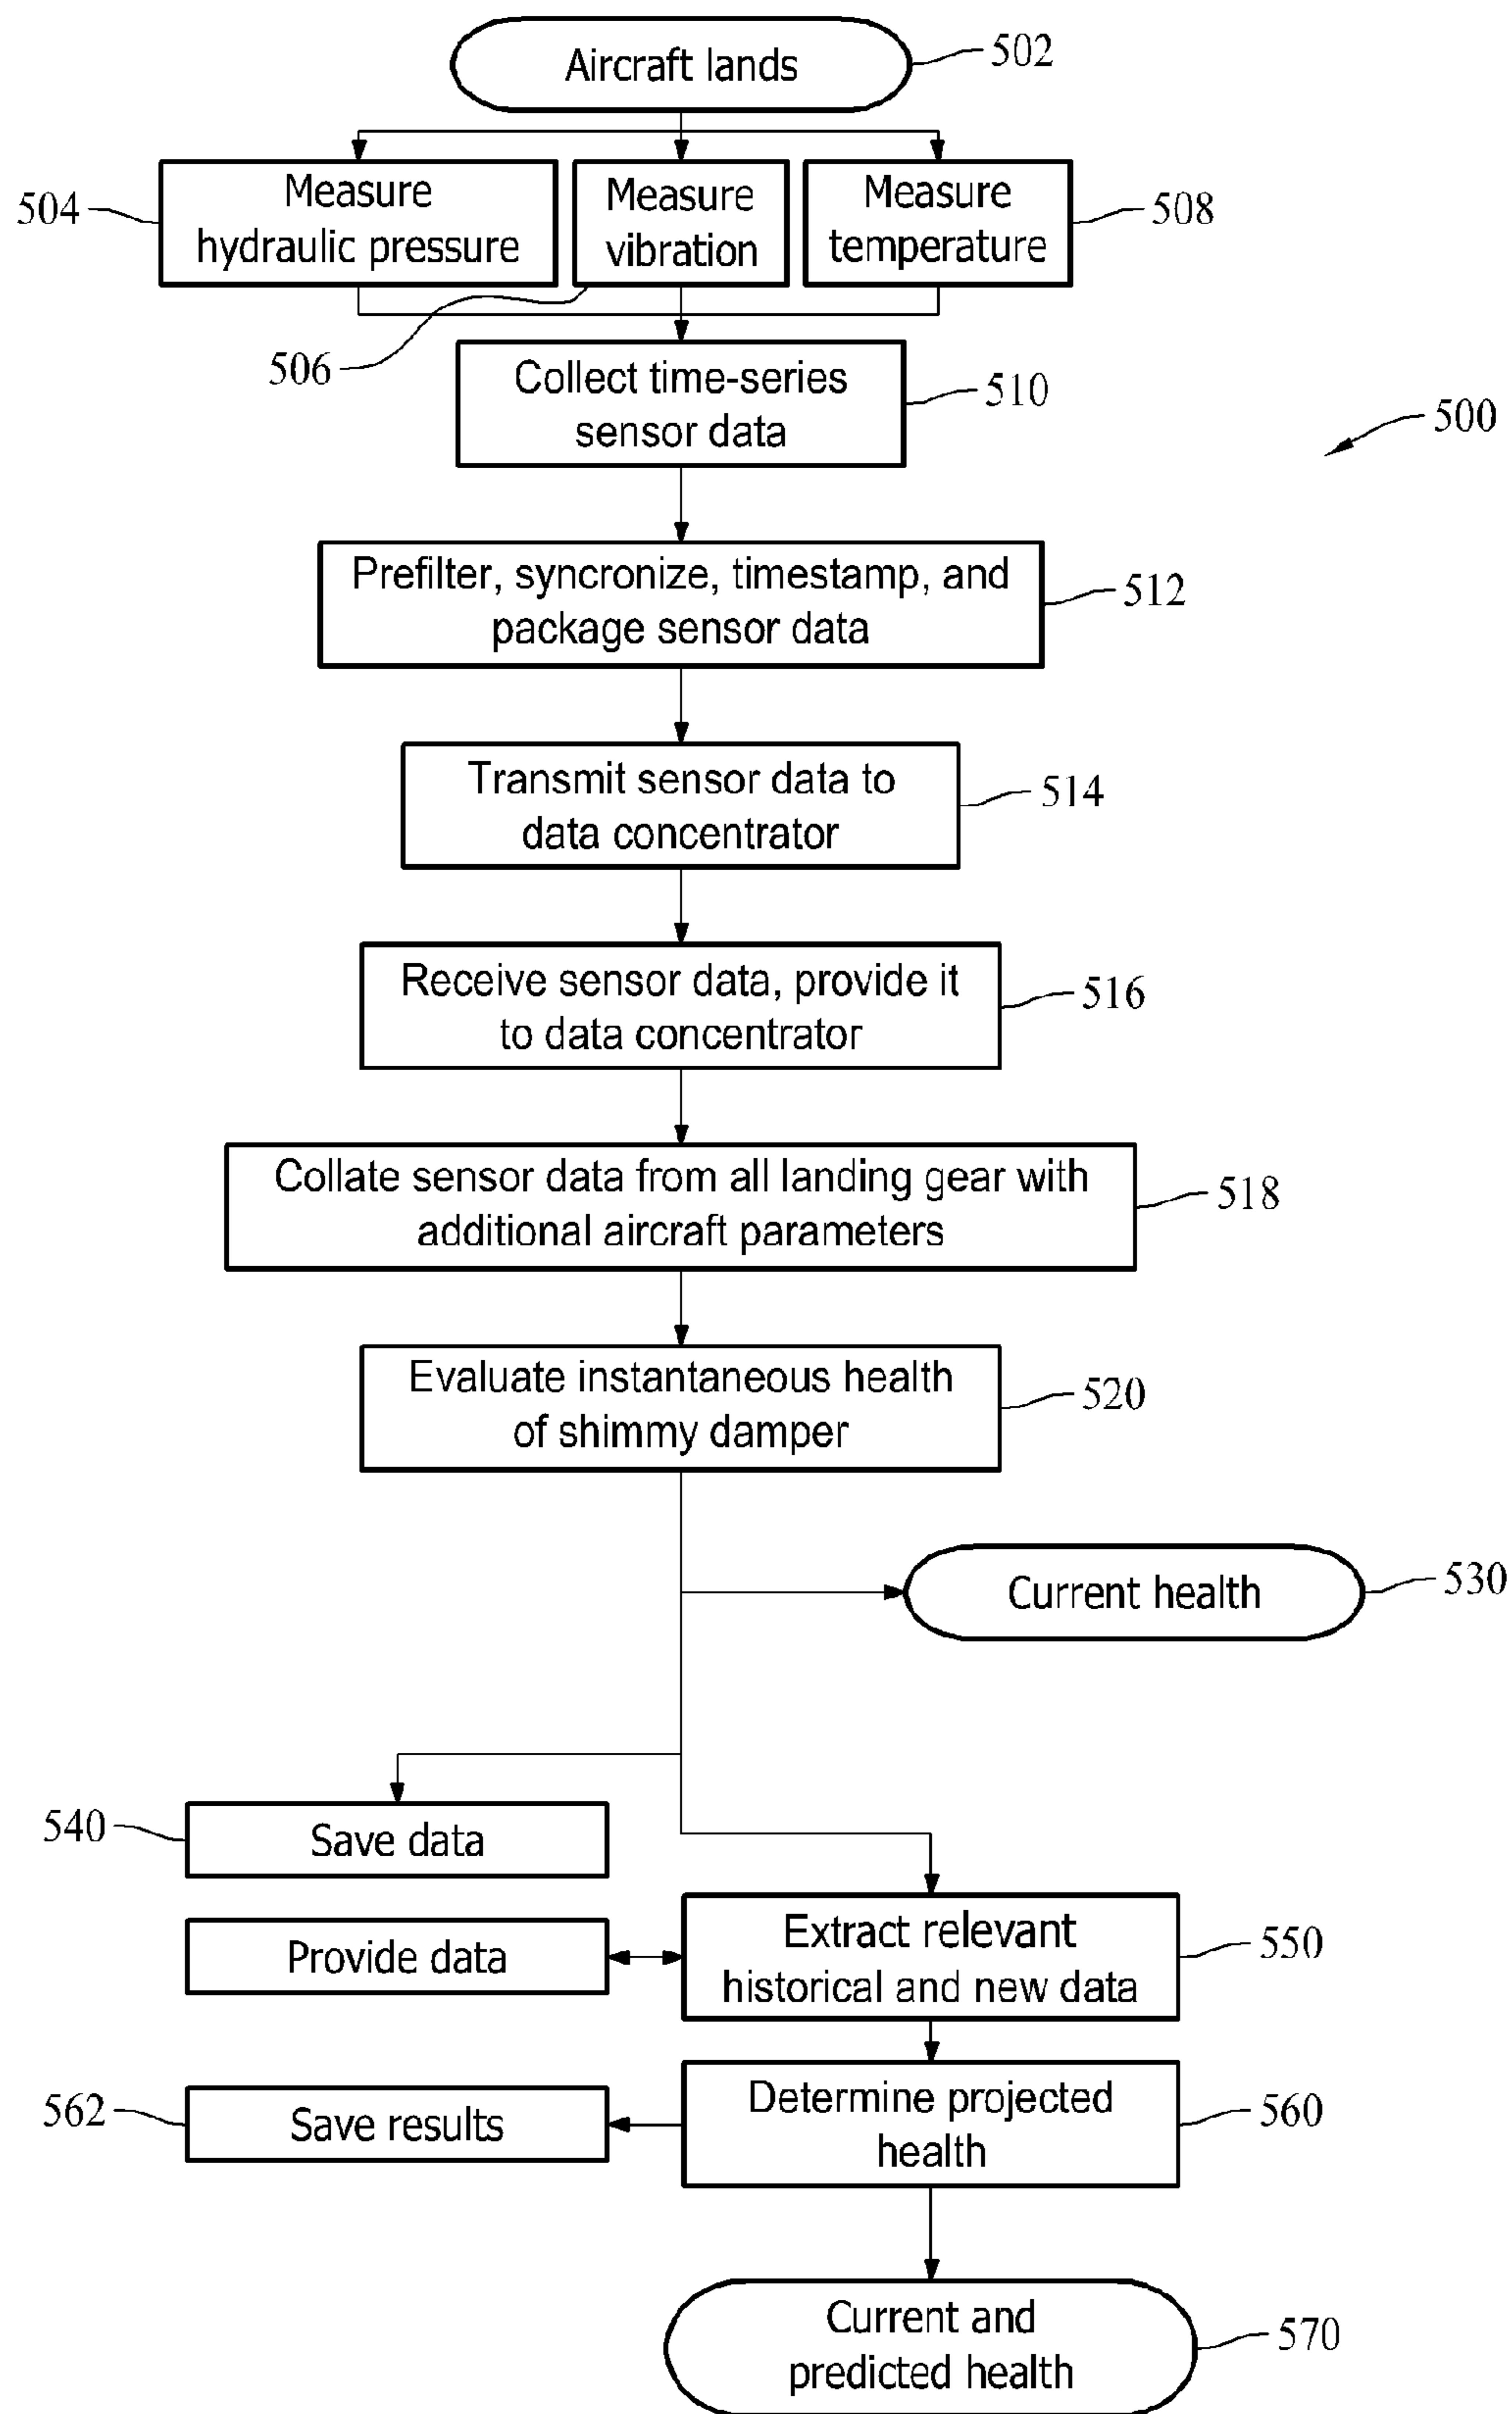 Aircraft lands
502
504
Measure
hydraulic pressure
Measure
vibration
Measure
temperature
508
506
Collect time-series
sensor data
510
500
Prefilter, syncronize, timestamp, and
package sensor data
512
Transmit sensor data to
data concentrator
514
Receive sensor data, provide it
to data concentrator
516
Collate sensor data from all landing gear with
additional aircraft parameters
518
Evaluate instantaneous health
of shimmy damper
520
Current health
530
540
Save data
Provide data
Extract relevant
historical and new data
550
562
Save results
Determine projected
health
560
Current and
predicted health
570